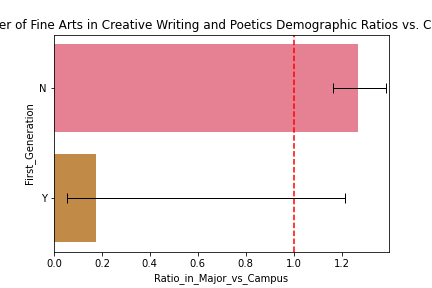 er of Fine Arts in Creative Writing and Poetics Demographic Ratios vs. C
N
Y
First_Generation
0.0 0.2 0.4 0.6 0.8 1.0 1.2
Ratio_in_Major_vs_Campus